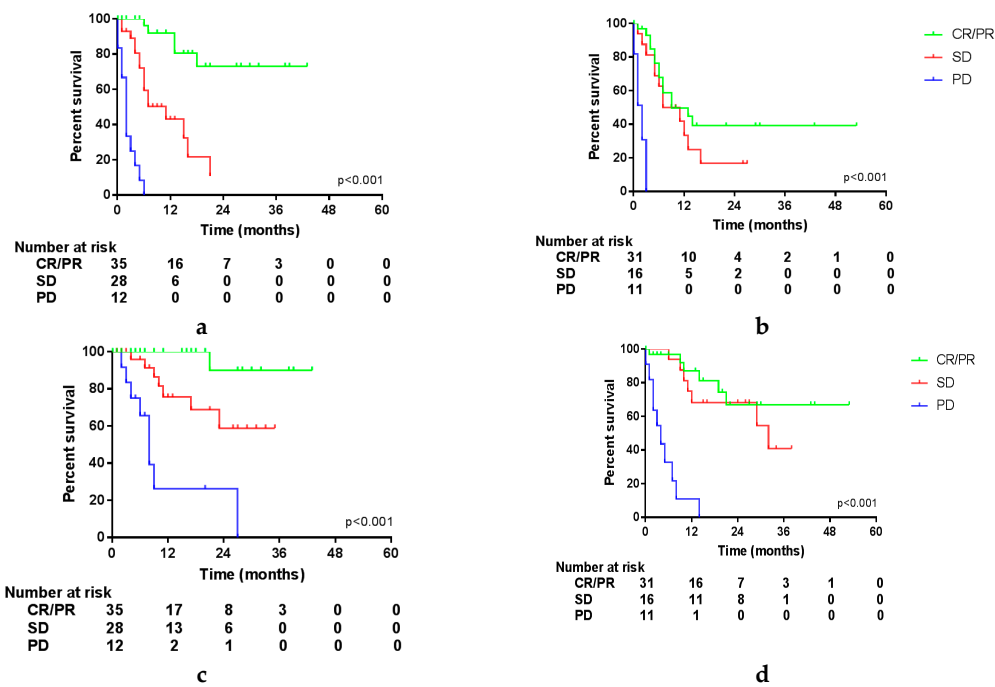 100
80
60
40
20
0
Percent survival
0 12 24 36 48 60
Time (months)
p<0.001
Number at risk
CR/PR 35 16 7 3 0 0
SD 28 6 0 0 0 0
PD 12 0 0 0 0 0
a
100
80
60
40
20
0
Percent survival
0 12 24 36 48 60
Time (months)
p<0.001
CR/PR
SD
PD
Number at risk
CR/PR 31 10 4 2 1 0
SD 16 5 2 0 0 0
PD 11 0 0 0 0 0
b
100
80
60
40
20
0
Percent survival
0 12 24 36 48 60
Time (months)
p<0.001
Number at risk
CR/PR 35 17 8 3 0 0
SD 28 13 6 0 0 0
PD 12 2 1 0 0 0
c
100
80
60
40
20
0
Percent survival
0 12 24 36 48 60
Time (months)
p<0.001
CR/PR
SD
PD
Number at risk
CR/PR 31 16 7 3 1 0
SD 16 11 8 1 0 0
PD 11 1 0 0 0 0
d